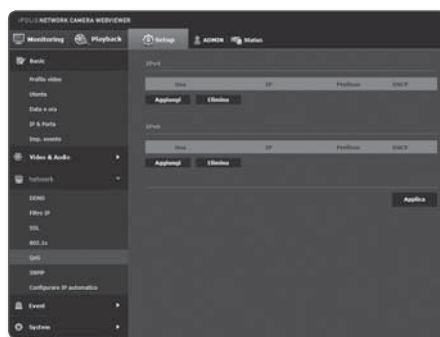 iPOLiS NETWORK CAMERA WEBVIEWER
Monitoring Playback Setup ADMIN Status
Basic
Profilo video
Utente
Data e ora
IP & Porta
Imp. evento
Video & Audio
Network
DDNS
Filtro IP
SSL
802.1x
QoS
SNMP
Configurare IP automatico
Event
System
IPv4
Uso IP Prefisso DSCP
Aggiungi Elimina
IPv6
Uso IP Prefisso DSCP
Aggiungi Elimina
Applica